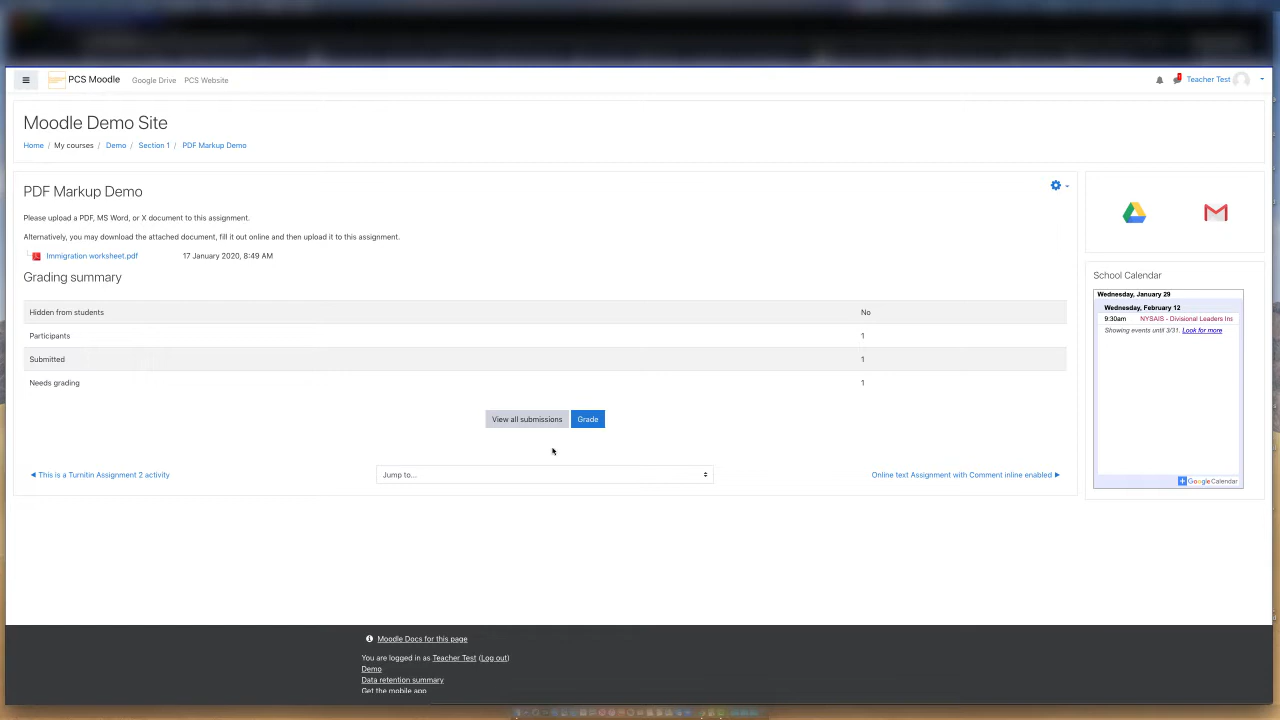 PCS Moodle Google Drive PCS Website Teacher Test
Moodle Demo Site
Home / My courses / Demo / Section 1 / PDF Markup Demo
PDF Markup Demo
Please upload a PDF, MS Word, or X document to this assignment.
Alternatively, you may download the attached document, fill it out online and then upload it to this assignment.
Immigration worksheet.pdf 17 January 2020, 8:49 AM
Grading summary
Hidden from students No
Participants 1
Submitted 1
Needs grading 1
View all submissions Grade
◀ This is a Turnitin Assignment 2 activity Jump to... Online text Assignment with Comment inline enabled ▶
School Calendar
Wednesday, January 29
Wednesday, February 12
9:30am NYSAIS - Divisional Leaders Ins
Showing events until 3/31. Look for more
Google Calendar
Moodle Docs for this page
You are logged in as Teacher Test (Log out)
Demo
Data retention summary
Get the mobile app